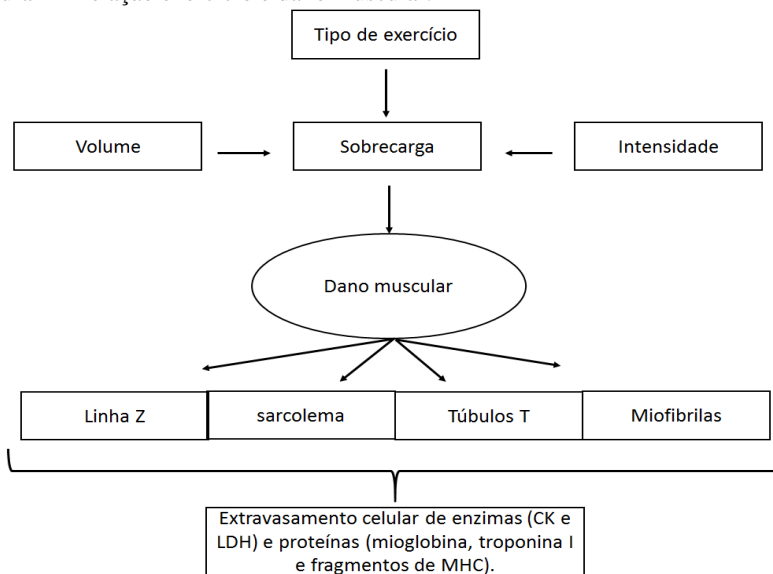 Tipo de exercício
Volume
Sobrecarga
Intensidade
Dano muscular
Linha Z
sarcolema
Túbulos T
Miofibrilas
Extravasamento celular de enzimas (CK e
LDH) e proteínas (mioglobina, troponina I
e fragmentos de MHC).